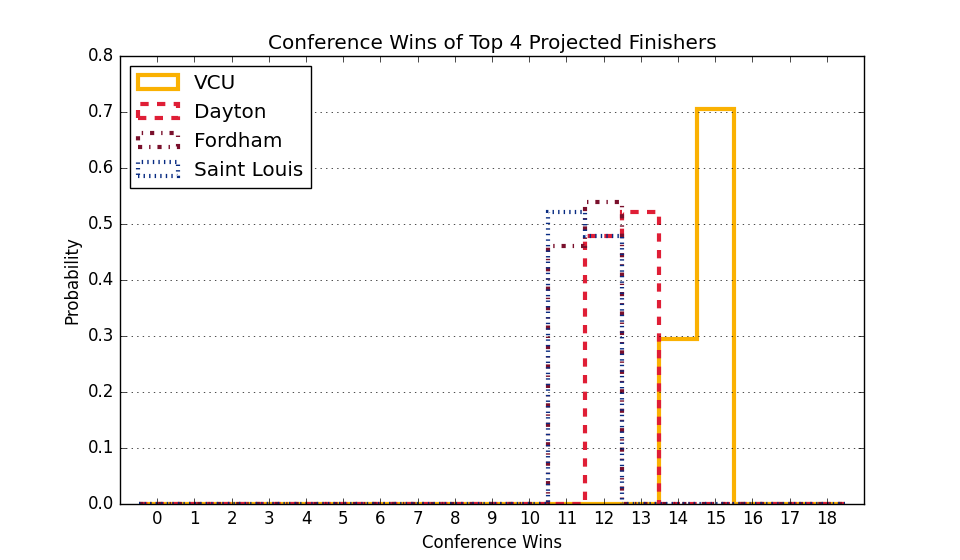 Conference Wins of Top 4 Projected Finishers
0.8
0.7
0.6
0.5
0.4
0.3
0.2
0.1
0.0
Probability
VCU
Dayton
Fordham
Saint Louis
0 1 2 3 4 5 6 7 8 9 10 11 12 13 14 15 16 17 18
Conference Wins